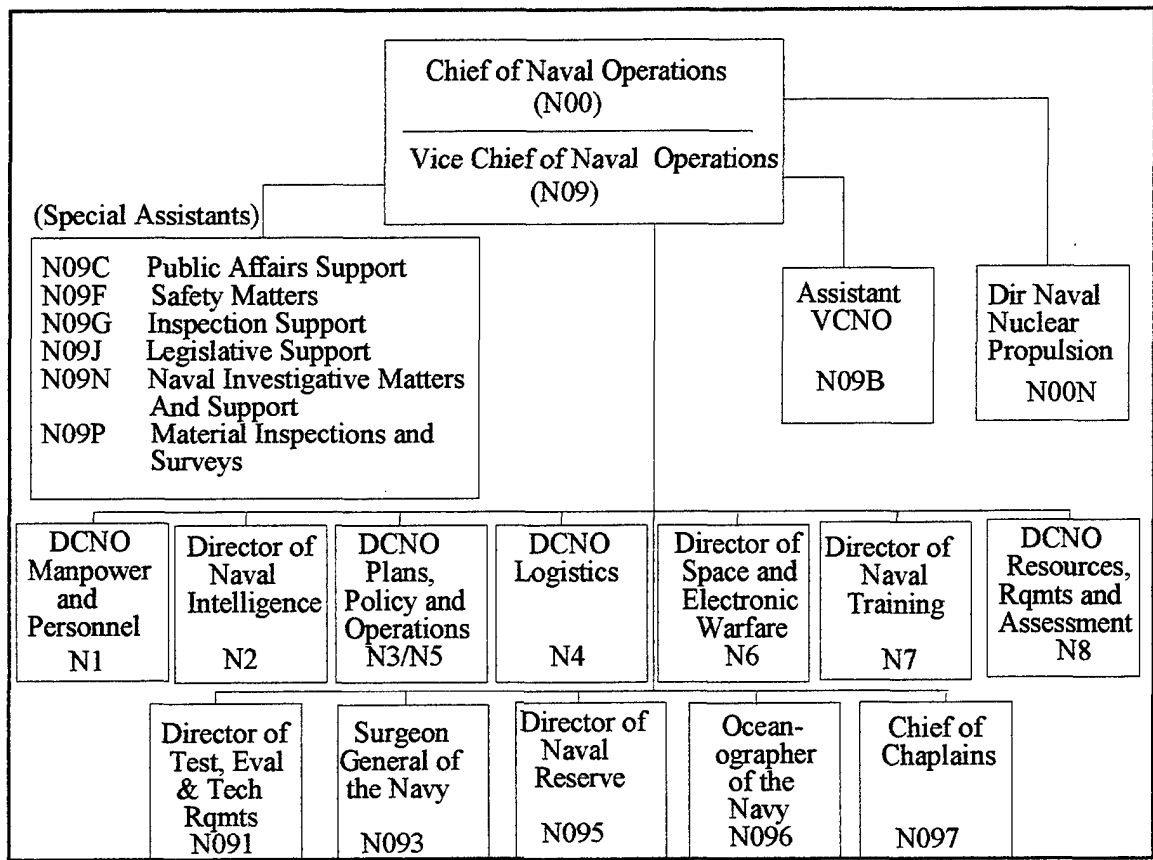 Chief of Naval Operations
(N00)
Vice Chief of Naval Operations
(N09)
(Special Assistants)
N09C Public Affairs Support
N09F Safety Matters
N09G Inspection Support
N09J Legislative Support
N09N Naval Investigative Matters
And Support
N09P Material Inspections and
Surveys
Assistant
VCNO
N09B
Dir Naval
Nuclear
Propulsion
N00N
DCNO
Manpower
and
Personnel
N1
Director of
Naval
Intelligence
N2
DCNO
Plans,
Policy and
Operations
N3/N5
DCNO
Logistics
N4
Director of
Space and
Electronic
Warfare
N6
Director of
Naval
Training
N7
DCNO
Resources,
Rqmts and
Assessment
N8
Director of
Test, Eval
& Tech
Rqmts
N091
Surgeon
General of
the Navy
N093
Director of
Naval
Reserve
N095
Ocean-
ographer
of the
Navy
N096
Chief of
Chaplains
N097